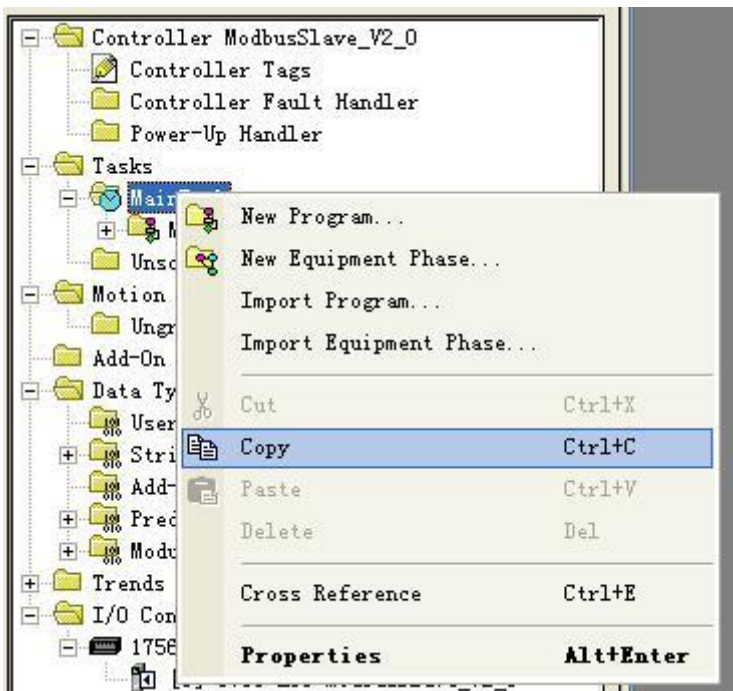 Controller ModbusSlave_V2_0
Controller Tags
Controller Fault Handler
Power-Up Handler
Tasks
New Program...
New Equipment Phase...
Import Program...
Import Equipment Phase...
Cut Ctrl+X
Copy Ctrl+C
Paste Ctrl+V
Delete Del
Cross Reference Ctrl+E
Properties Alt+Enter
Motion
Add-On
Data Ty
User
Stri
Add-
Pred
Modu
Trends
I/O Con
1756